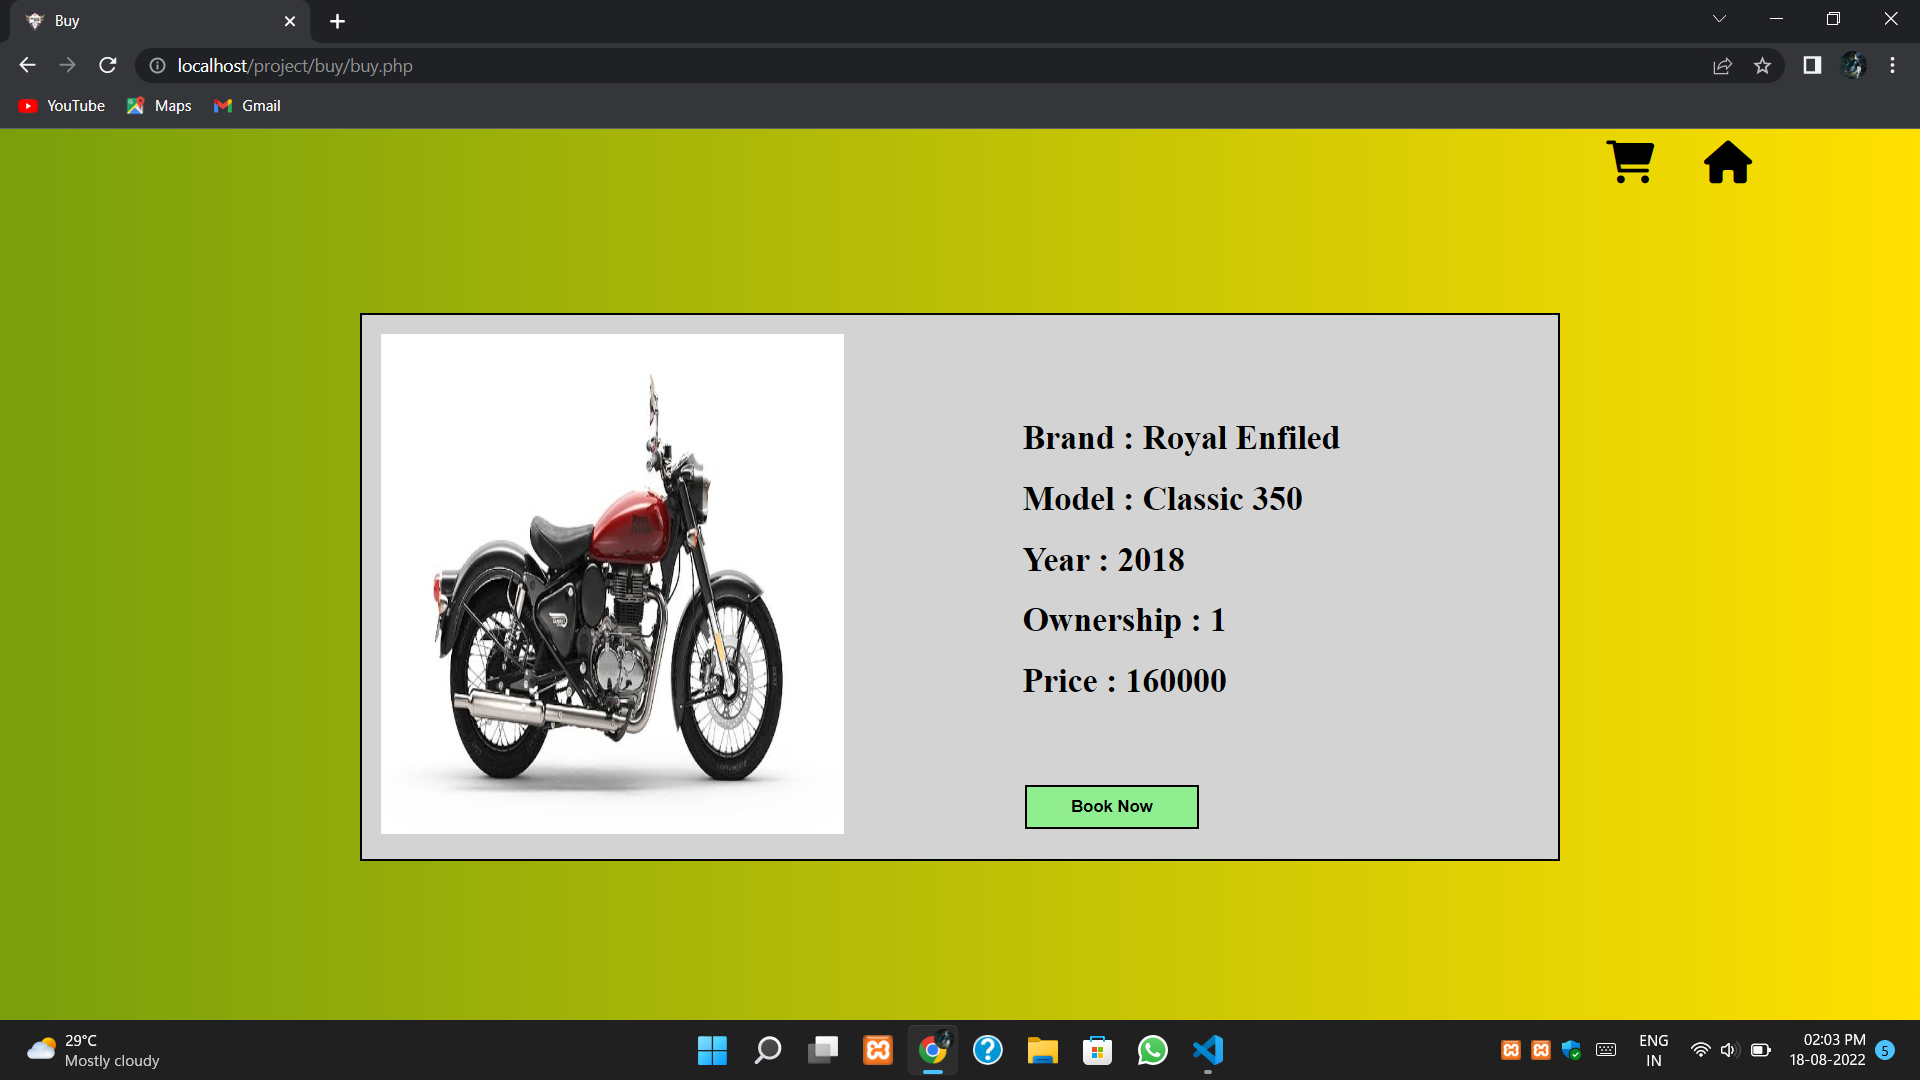 Buy
localhost/project/buy/buy.php
YouTube
Maps
Gmail
Brand : Royal Enfiled
Model : Classic 350
Year : 2018
Ownership : 1
Price : 160000
Book Now
29°C
Mostly cloudy
ENG
IN
02:03 PM
18-08-2022
5